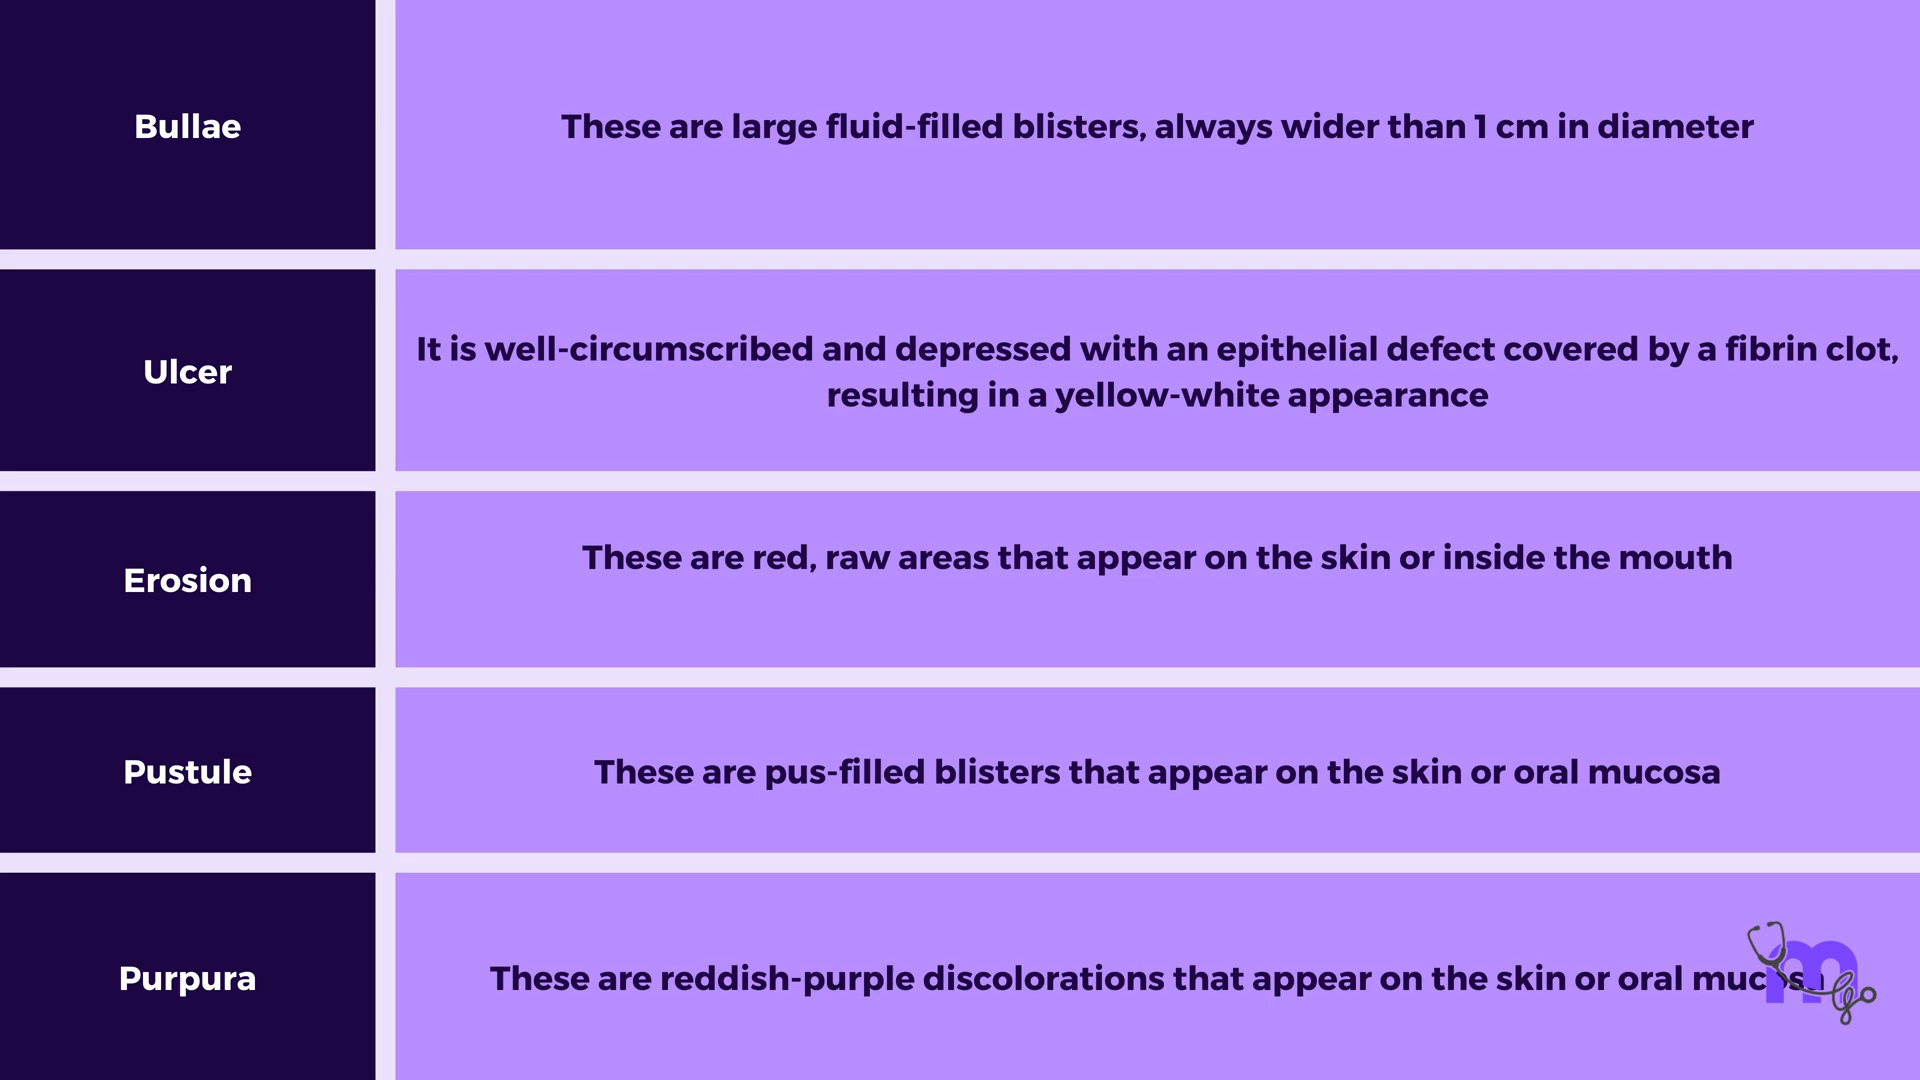 Bullae
These are large fluid-filled blisters, always wider than 1 cm in diameter
Ulcer
It is well-circumscribed and depressed with an epithelial defect covered by a fibrin clot,
resulting in a yellow-white appearance
Erosion
These are red, raw areas that appear on the skin or inside the mouth
Pustule
These are pus-filled blisters that appear on the skin or oral mucosa
Purpura
These are reddish-purple discolorations that appear on the skin or oral mucosa
m
go